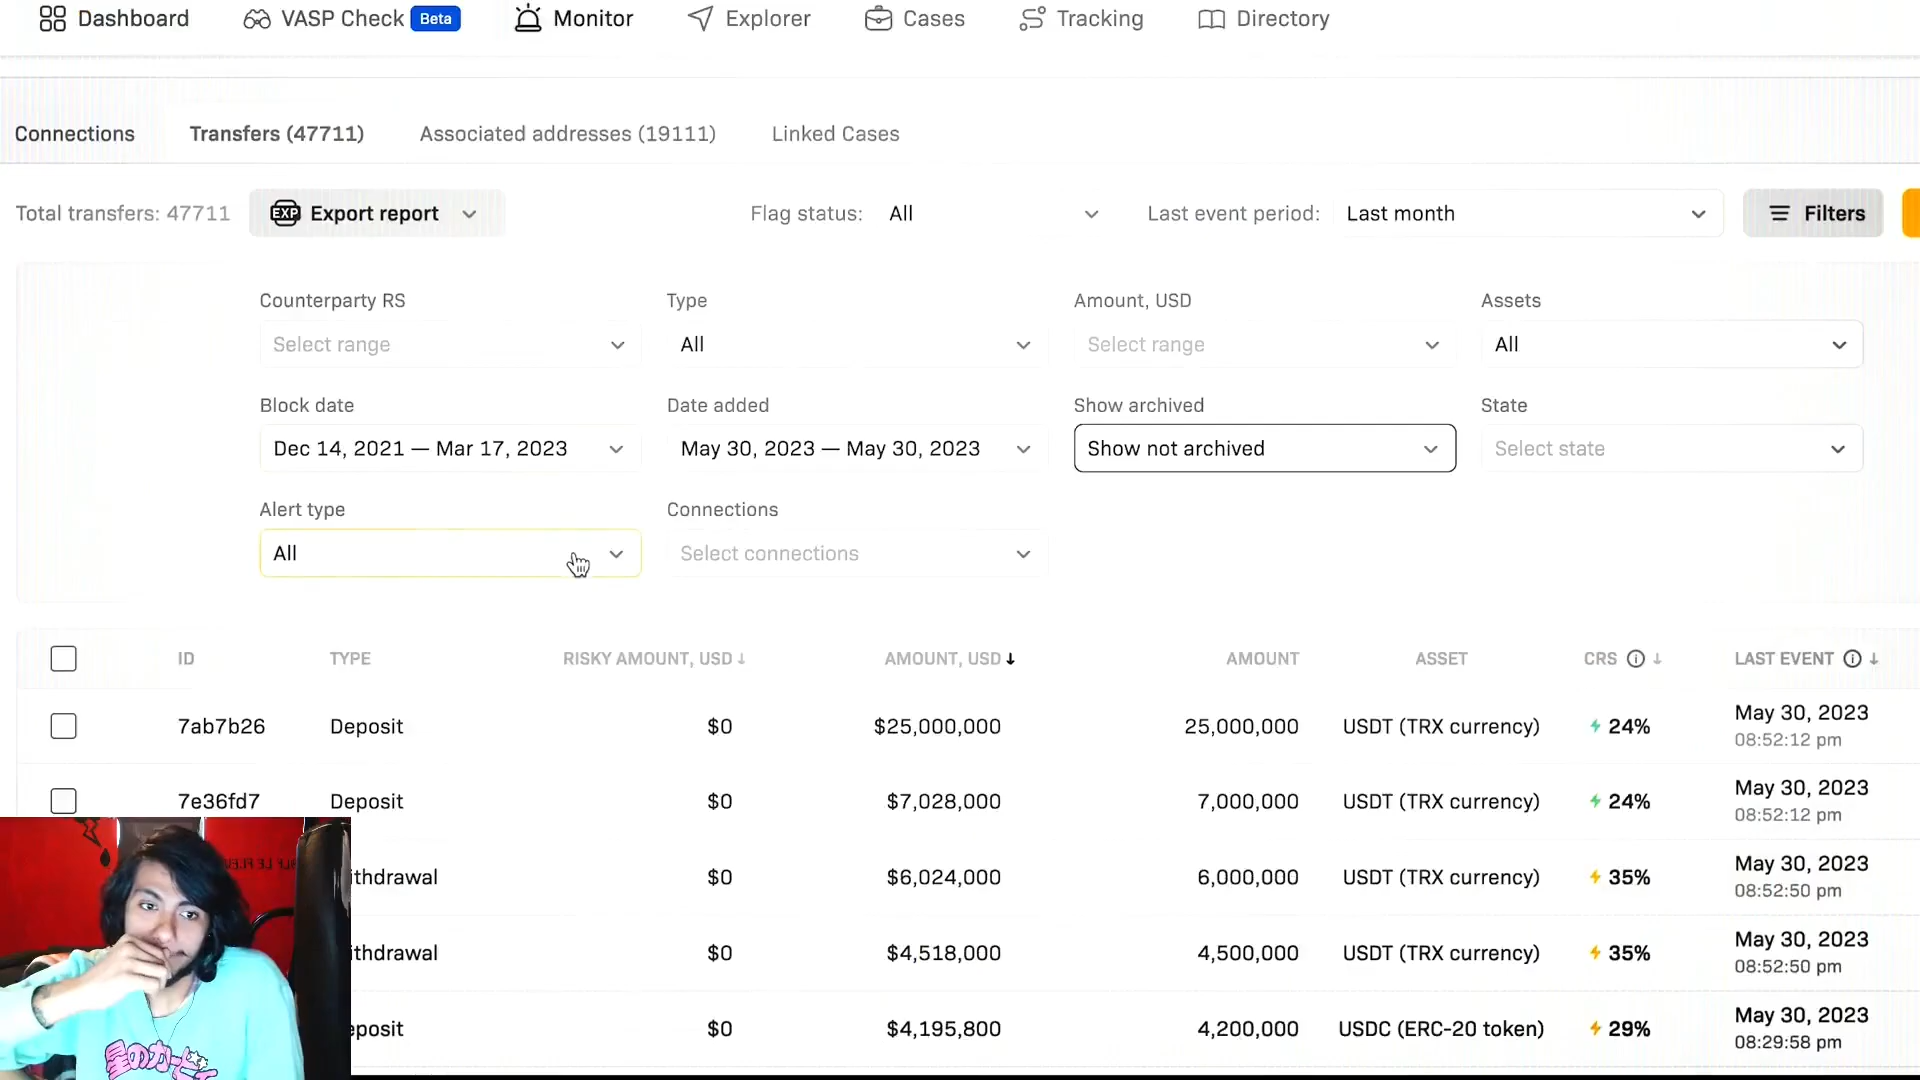 Dashboard VASP Check Beta Monitor Explorer Cases Tracking Directory
Connections Transfers (47711) Associated addresses (19111) Linked Cases
Total transfers: 47711 EXP Export report Flag status: All Last event period: Last month Filters
Counterparty RS Type Amount, USD Assets
Select range All Select range All
Block date Date added Show archived State
Dec 14, 2021 — Mar 17, 2023 May 30, 2023 — May 30, 2023 Show not archived Select state
Alert type Connections
All Select connections
ID TYPE RISKY AMOUNT, USD ↓ AMOUNT, USD ↓ AMOUNT ASSET CRS ↓ LAST EVENT ↓
7ab7b26 Deposit $0 $25,000,000 25,000,000 USDT (TRX currency) 24% May 30, 2023
08:52:12 pm
7e36fd7 Deposit $0 $7,028,000 7,000,000 USDT (TRX currency) 24% May 30, 2023
08:52:12 pm
ithdrawal $0 $6,024,000 6,000,000 USDT (TRX currency) 35% May 30, 2023
08:52:50 pm
ithdrawal $0 $4,518,000 4,500,000 USDT (TRX currency) 35% May 30, 2023
08:52:50 pm
eposit $0 $4,195,800 4,200,000 USDC (ERC-20 token) 29% May 30, 2023
08:29:58 pm